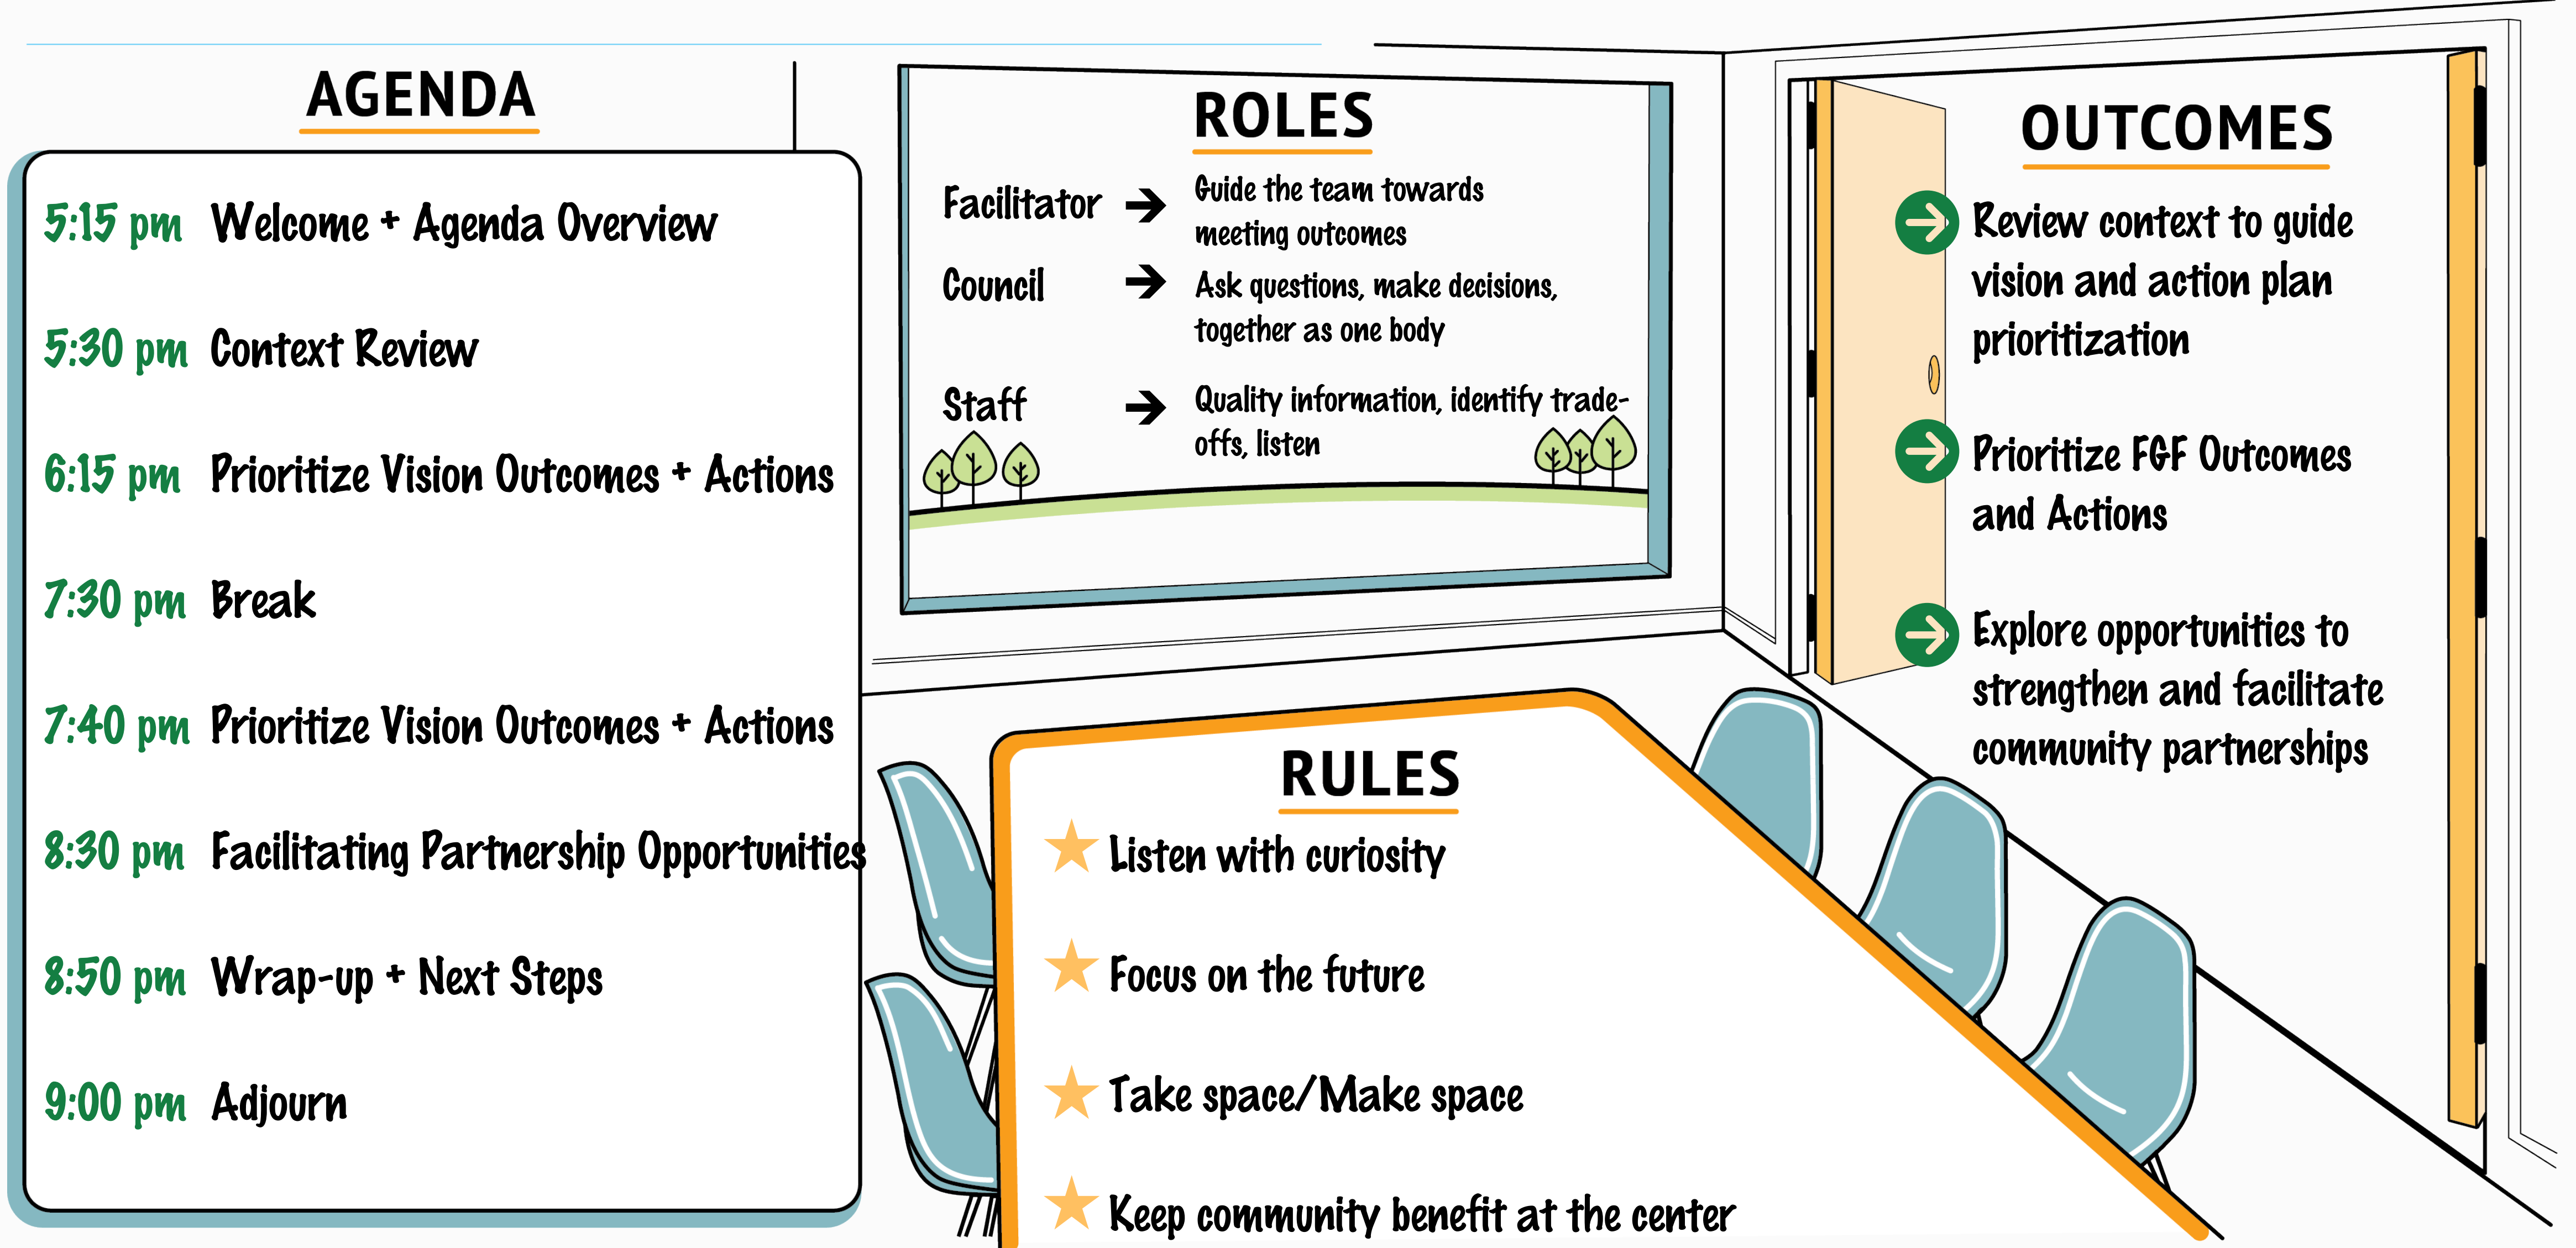 AGENDA
5:15 pm Welcome + Agenda Overview
5:30 pm Context Review
6:15 pm Prioritize Vision Outcomes + Actions
7:30 pm Break
7:40 pm Prioritize Vision Outcomes + Actions
8:30 pm Facilitating Partnership Opportunities
8:50 pm Wrap-up + Next Steps
9:00 pm Adjourn
ROLES
Facilitator → Guide the team towards
meeting outcomes
Council → Ask questions, make decisions,
together as one body
Staff → Quality information, identify trade-
offs, listen
RULES
Listen with curiosity
Focus on the future
Take space/Make space
Keep community benefit at the center
OUTCOMES
Review context to guide
vision and action plan
prioritization
Prioritize FGF Outcomes
and Actions
Explore opportunities to
strengthen and facilitate
community partnerships